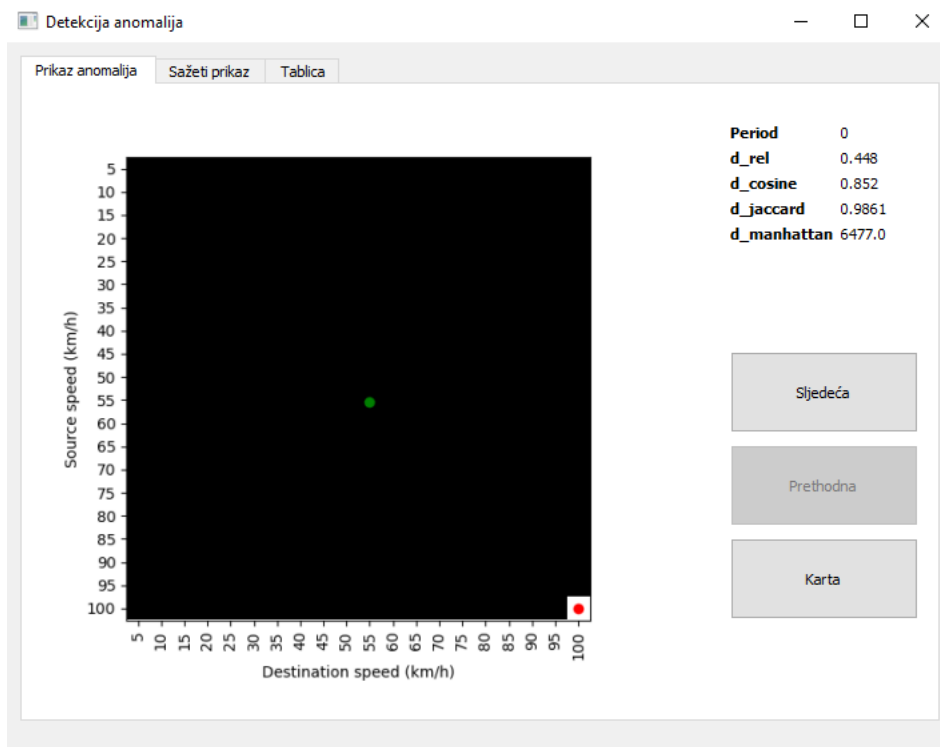 Detekcija anomalija
Prikaz anomalija Sažeti prikaz Tablica
Period 0
d_rel 0.448
d_cosine 0.852
d_jaccard 0.9861
d_manhattan 6477.0
Source speed (km/h)
5
10
15
20
25
30
35
40
45
50
55
60
65
70
75
80
85
90
95
100
5 10 15 20 25 30 35 40 45 50 55 60 65 70 75 80 85 90 95 100
Destination speed (km/h)
Sljedeća
Prethodna
Karta